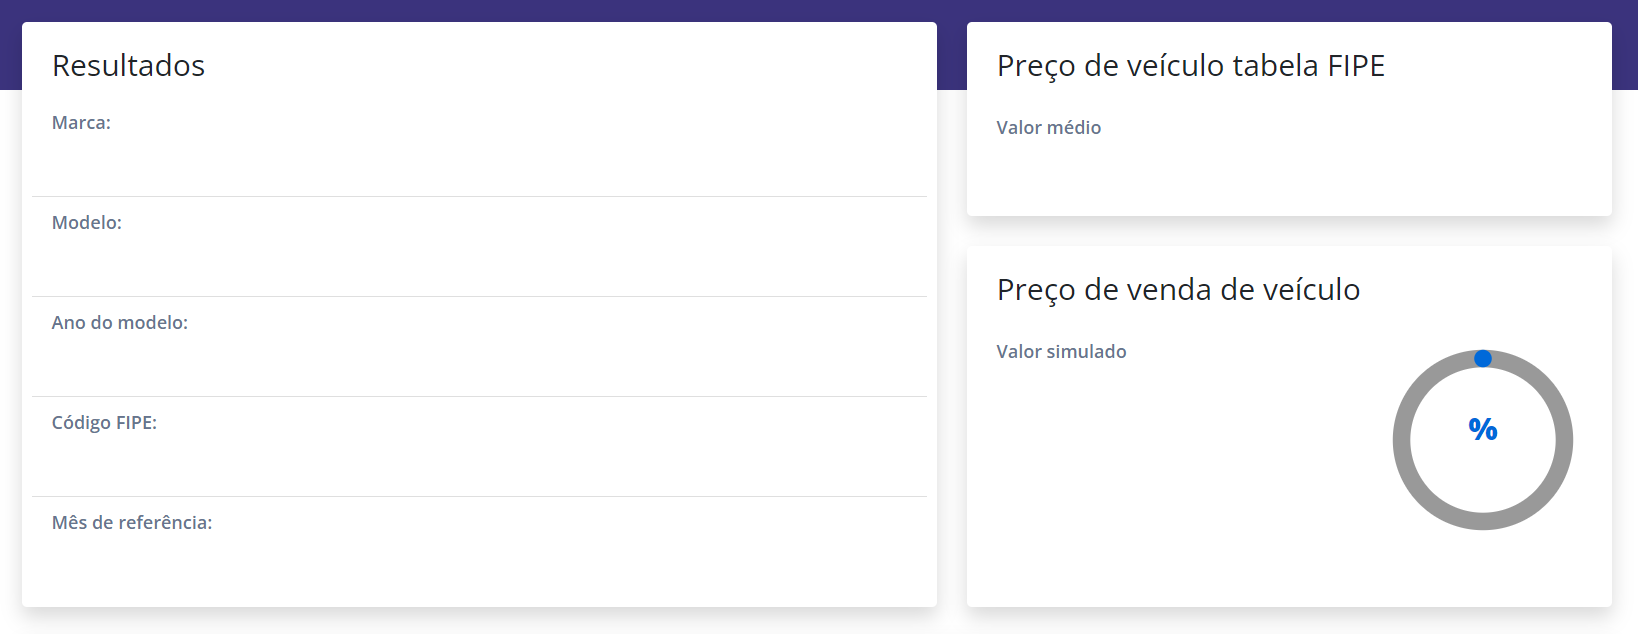 Resultados
Marca:
Modelo:
Ano do modelo:
Código FIPE:
Mês de referência:
Preço de veículo tabela FIPE
Valor médio
Preço de venda de veículo
Valor simulado
%